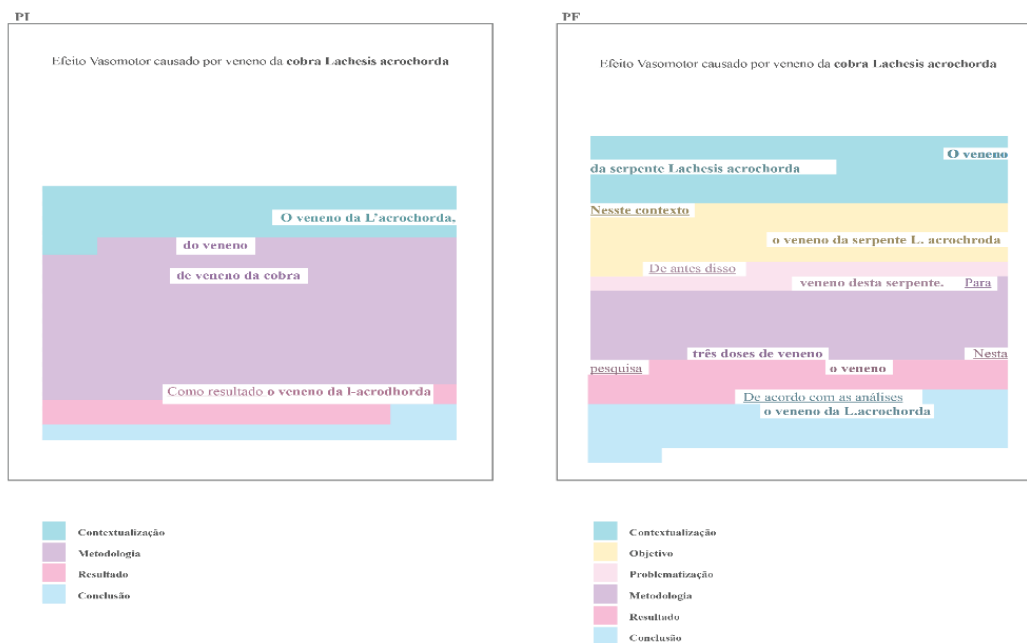 PI
Efeito Vasomotor causado por veneno da cobra Lachesis acrochorda
O veneno da L'acrochorda.
do veneno
de veneno da cobra
Como resultado o veneno da l-acrodhorda
Contextualização
Metodologia
Resultado
Conclusão
PF
Efeito Vasomotor causado por veneno da cobra Lachesis acrochorda
O veneno
da serpente Lachesis acrochorda
Nesste contexto
o veneno da serpente L. acrochroda
De antes disso
veneno desta serpente. Para
três doses de veneno Nesta
pesquisa o veneno
De acordo com as análises
o veneno da L.acrochorda
Contextualização
Objetivo
Problematização
Metodologia
Resultado
Conclusão